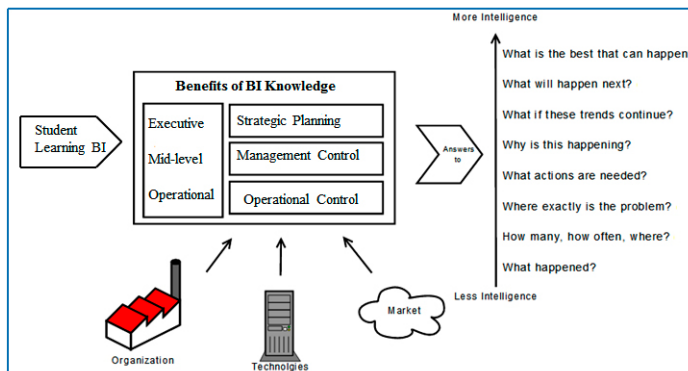 More Intelligence
What is the best that can happen
What will happen next?
What if these trends continue?
Why is this happening?
What actions are needed?
Where exactly is the problem?
How many, how often, where?
What happened?
Less Intelligence
Benefits of BI Knowledge
Executive
Mid-level
Operational
Strategic Planning
Management Control
Operational Control
Student
Learning BI
Answers
to
Organization
Technolgies
Market